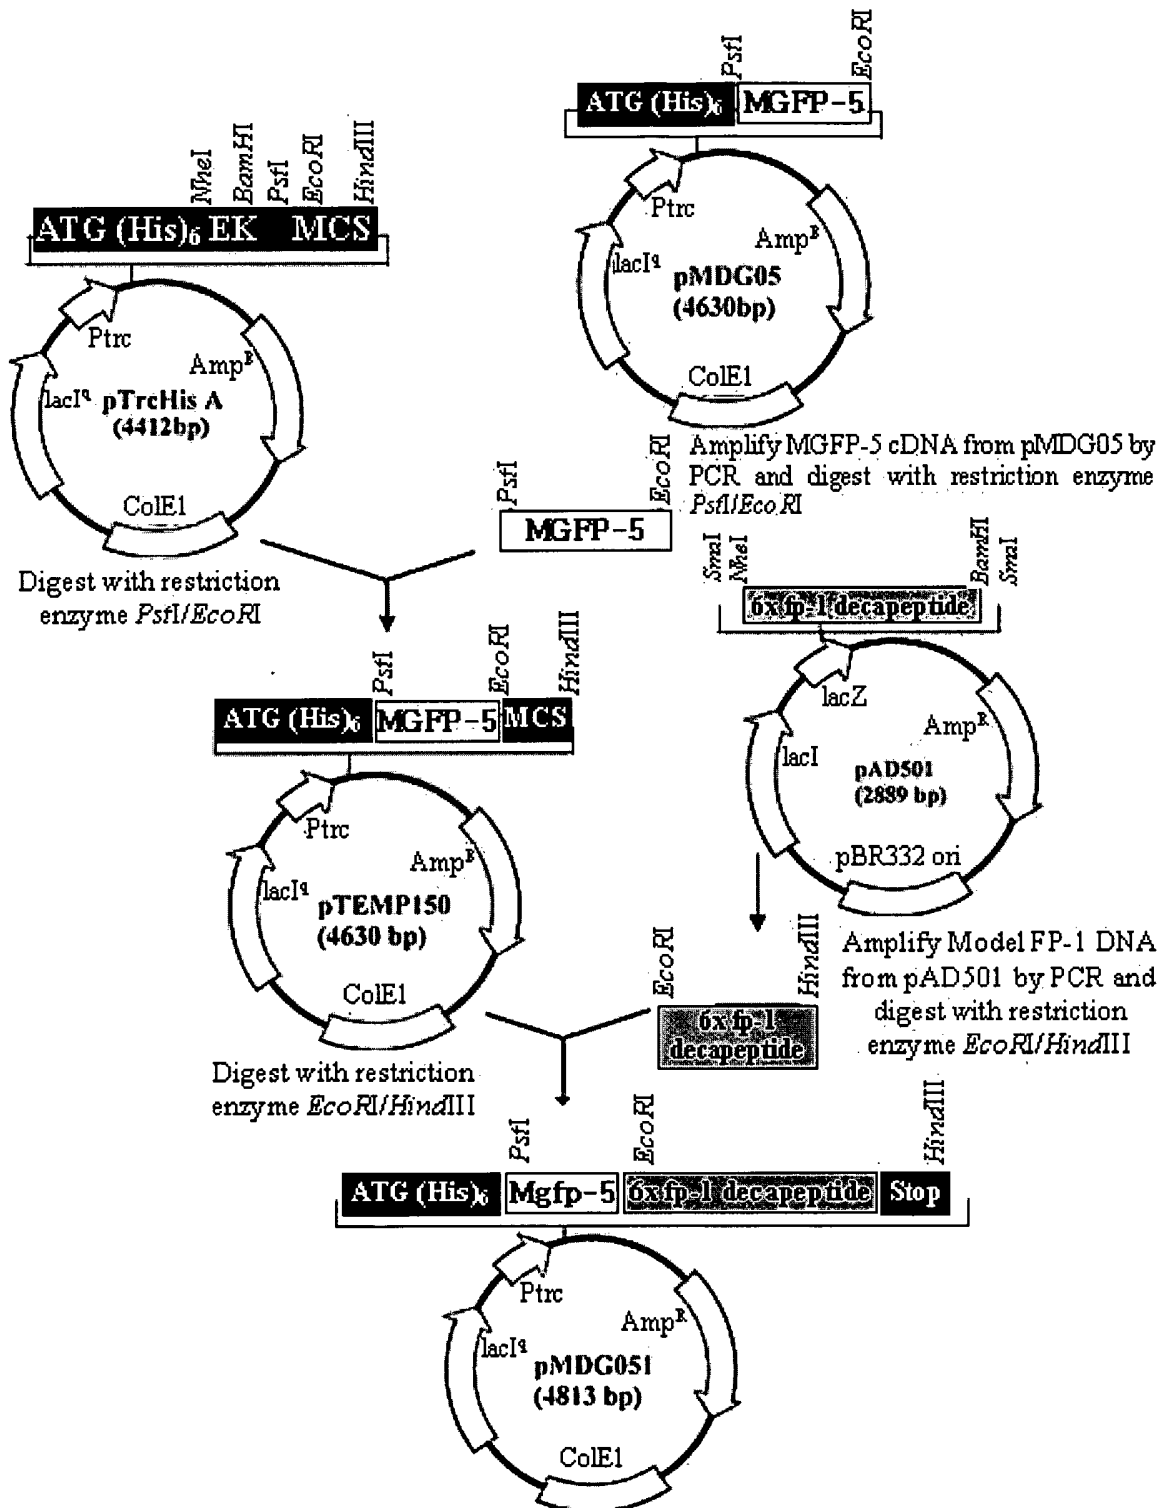 PstI
EcoRI
ATG (His)6
MGFP-5
Ptrc
AmpR
lacIq
pMDG05
(4630bp)
ColE1
NheI
BamHI
PstI
EcoRI
HindIII
ATG (His)6 EK MCS
Ptrc
AmpR
lacIq
pTrcHis A
(4412bp)
ColE1
Digest with restriction
enzyme PstI/EcoRI
Amplify MGFP-5 cDNA from pMDG05 by
PCR and digest with restriction enzyme
PstI/EcoRI
PstI
EcoRI
MGFP-5
SmaI
NheI
BamHI
SmaI
6x fp-1 decapeptide
lacZ
AmpR
lacI
pAD501
(2889 bp)
pBR332 ori
Amplify Model FP-1 DNA
from pAD501 by PCR and
digest with restriction
enzyme EcoRI/HindIII
PstI
EcoRI
HindIII
ATG (His)6
MGFP-5
MCS
Ptrc
AmpR
lacIq
pTEMP150
(4630 bp)
ColE1
Digest with restriction
enzyme EcoRI/HindIII
EcoRI
HindIII
6x fp-1
decapeptide
PstI
EcoRI
HindIII
ATG (His)6
Mgfp-5
6x fp-1 decapeptide
Stop
Ptrc
AmpR
lacIq
pMDG051
(4813 bp)
ColE1